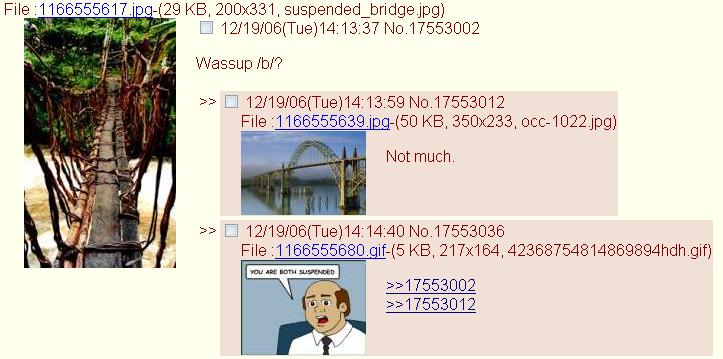 File :1166555617.jpg-(29 KB, 200x331, suspended_bridge.jpg)
12/19/06(Tue)14:13:37 No.17553002
Wassup /b/?
>> 12/19/06(Tue)14:13:59 No.17553012
File :1166555639.jpg-(50 KB, 350x233, occ-1022.jpg)
Not much.
>> 12/19/06(Tue)14:14:40 No.17553036
File :1166555680.gif-(5 KB, 217x164, 42368754814869894hdh.gif)
YOU ARE BOTH SUSPENDED
>>17553002
>>17553012